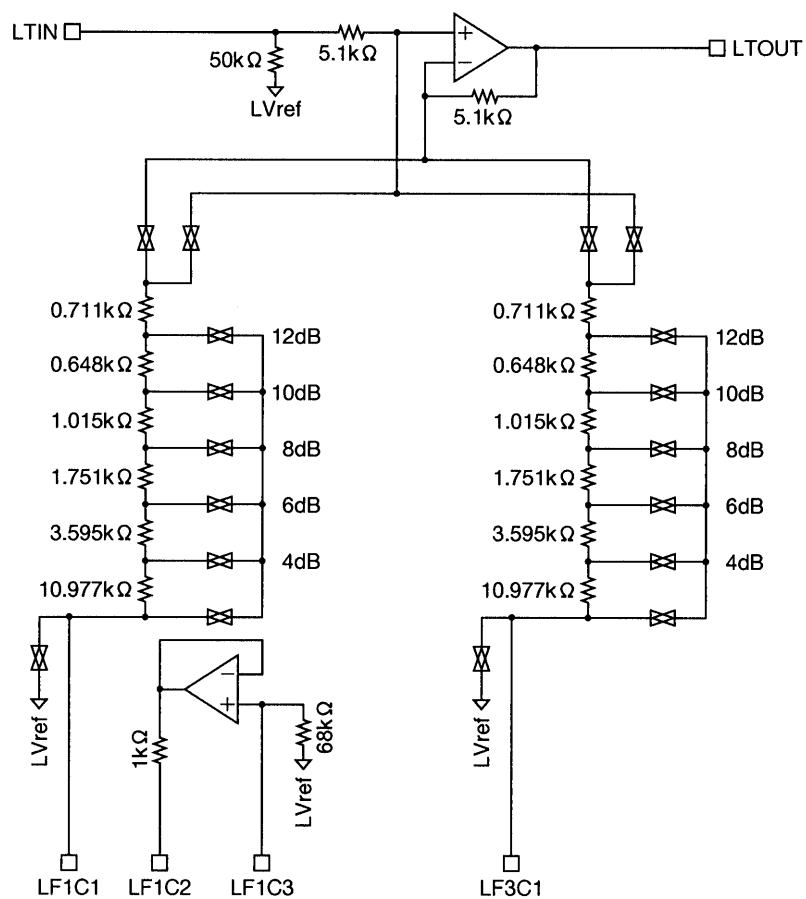 LTIN
50kΩ
5.1kΩ
LVref
+
−
5.1kΩ
LTOUT
0.711kΩ
12dB
0.648kΩ
10dB
1.015kΩ
8dB
1.751kΩ
6dB
3.595kΩ
4dB
10.977kΩ
0.711kΩ
12dB
0.648kΩ
10dB
1.015kΩ
8dB
1.751kΩ
6dB
3.595kΩ
4dB
10.977kΩ
LVref
−
+
1kΩ
68kΩ
LVref
LVref
LF1C1
LF1C2
LF1C3
LF3C1